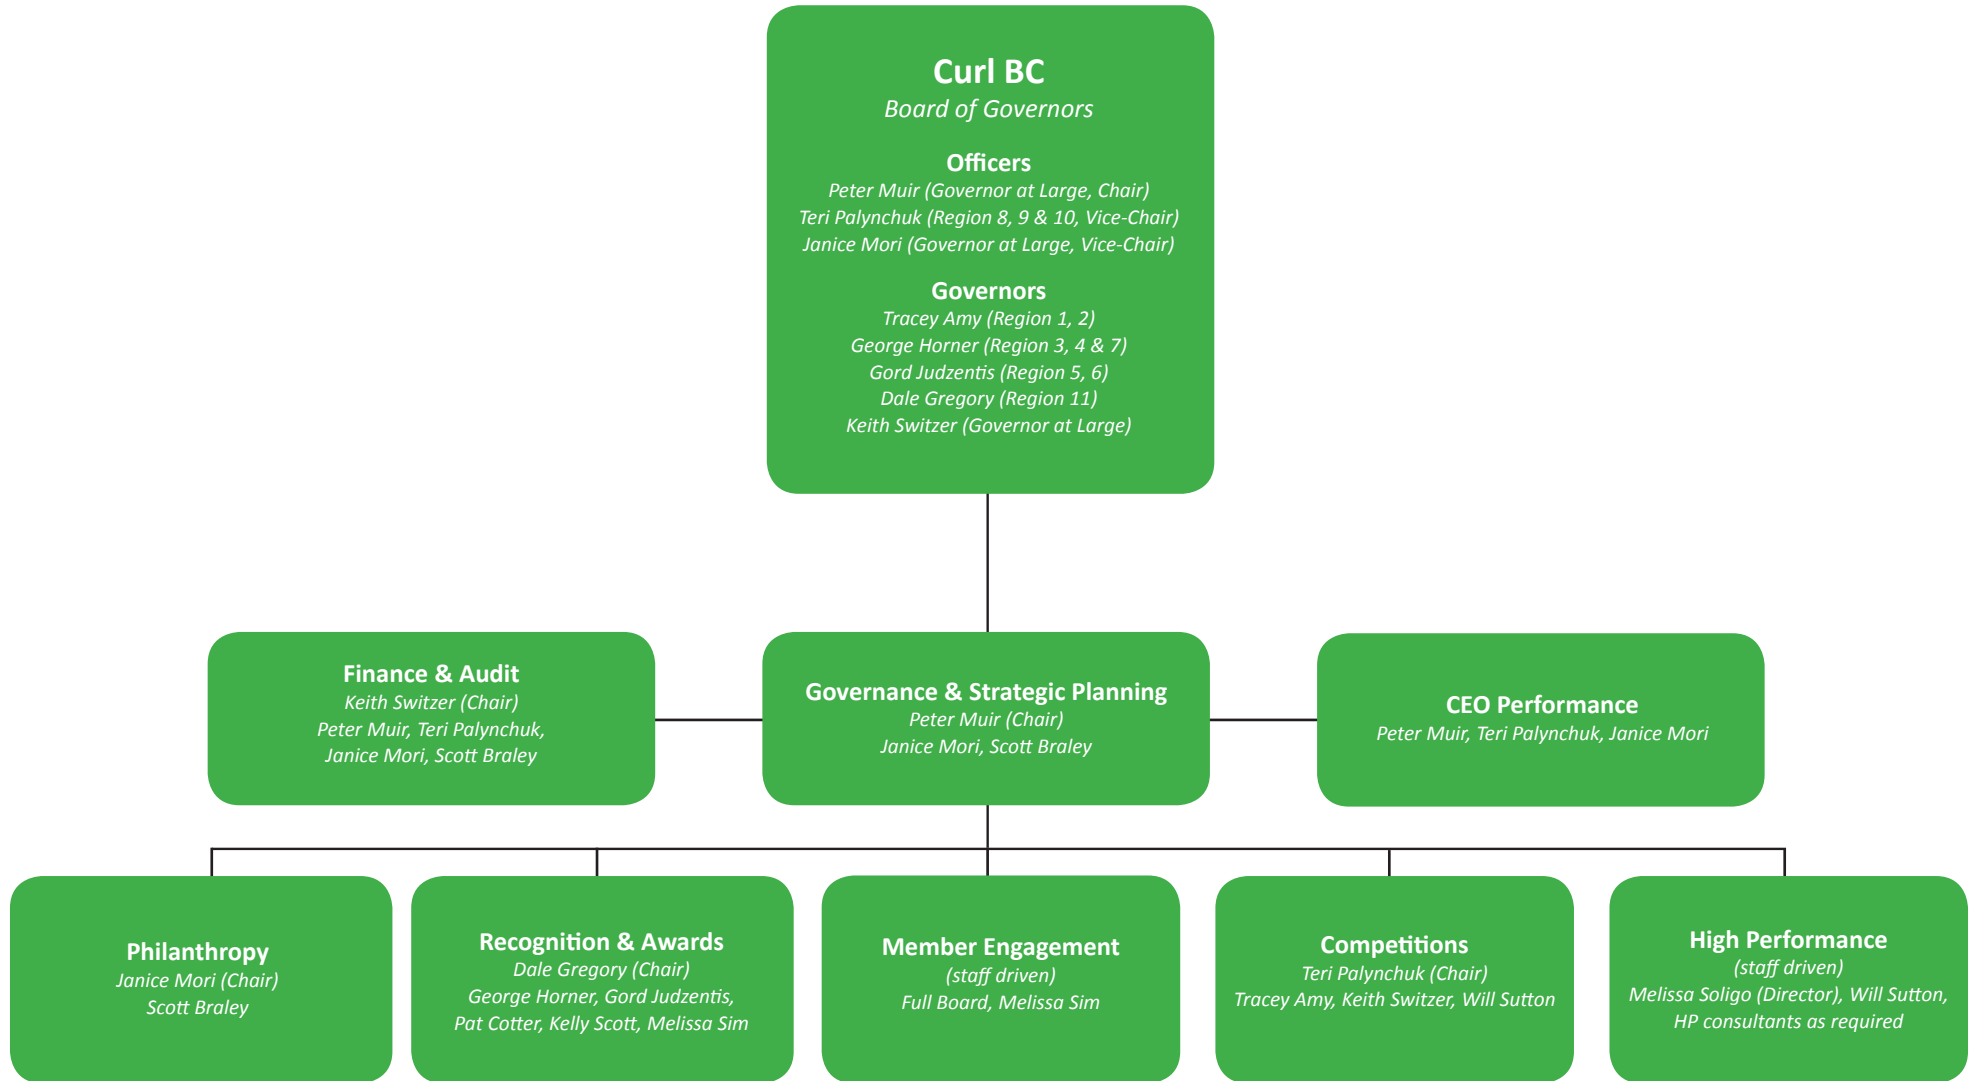 Curl BC
Board of Governors
Officers
Peter Muir (Governor at Large, Chair)
Teri Palynchuk (Region 8, 9 & 10, Vice-Chair)
Janice Mori (Governor at Large, Vice-Chair)
Governors
Tracey Amy (Region 1, 2)
George Horner (Region 3, 4 & 7)
Gord Judzentis (Region 5, 6)
Dale Gregory (Region 11)
Keith Switzer (Governor at Large)
Finance & Audit
Keith Switzer (Chair)
Peter Muir, Teri Palynchuk,
Janice Mori, Scott Braley
Governance & Strategic Planning
Peter Muir (Chair)
Janice Mori, Scott Braley
CEO Performance
Peter Muir, Teri Palynchuk, Janice Mori
Philanthropy
Janice Mori (Chair)
Scott Braley
Recognition & Awards
Dale Gregory (Chair)
George Horner, Gord Judzentis,
Pat Cotter, Kelly Scott, Melissa Sim
Member Engagement
(staff driven)
Full Board, Melissa Sim
Competitions
Teri Palynchuk (Chair)
Tracey Amy, Keith Switzer, Will Sutton
High Performance
(staff driven)
Melissa Soligo (Director), Will Sutton,
HP consultants as required